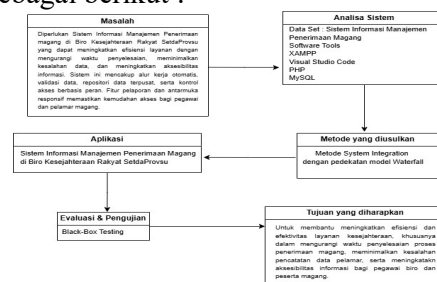 sebagai berikut :
Masalah
Diperlukan Sistem Informasi Manajemen Penerimaan
magang di Biro Kesejahteraan Rakyat SetdaProvsu
yang dapat meningkatkan efisiensi layanan dengan
mengurangi waktu penyelesaian, meminimalkan
kesalahan data, dan meningkatkan aksesibilitas
informasi. Sistem ini mencakup alur kerja otomatis,
validasi data, repositori data terpusat, serta kontrol
akses berbasis peran. Fitur pelaporan dan antarmuka
responsif memastikan kemudahan akses bagi pegawai
dan pelamar magang.
Analisa Sistem
Data Set : Sistem Informasi Manajemen
Penerimaan Magang
Software Tools
XAMPP
Visual Studio Code
PHP
MySQL
Metode yang diusulkan
Metode System Integration
dengan pedekatan model Waterfall
Aplikasi
Sistem Informasi Manajemen Penerimaan Magang
di Biro Kesejahteraan Rakyat SetdaProvsu
Evaluasi & Pengujian
Black-Box Testing
Tujuan yang diharapkan
Untuk membantu meningkatkan efisiensi dan
efektivitas layanan kesejahteraan, khususnya
dalam mengurangi waktu penyelesaian proses
penerimaan magang, meminimalkan kesalahan
pencatatan data pelamar, serta meningkatakn
aksesibilitas informasi bagi pegawai biro dan
peserta magang.